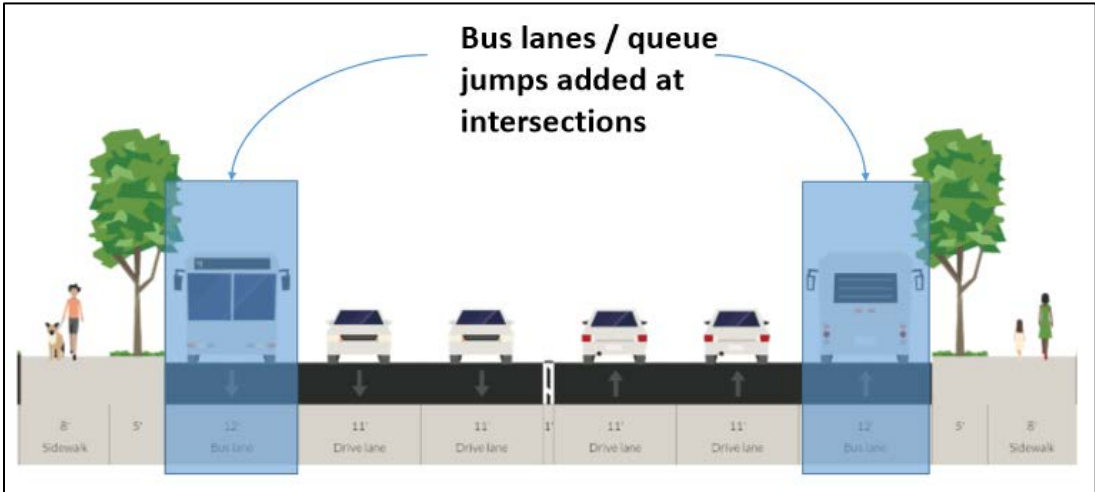 Bus lanes / queue
jumps added at
intersections
8' 5' 12' 11' 11' 1' 11' 11' 12' 5' 8'
Sidewalk Bus lane Drive lane Drive lane Drive lane Drive lane Bus lane Sidewalk